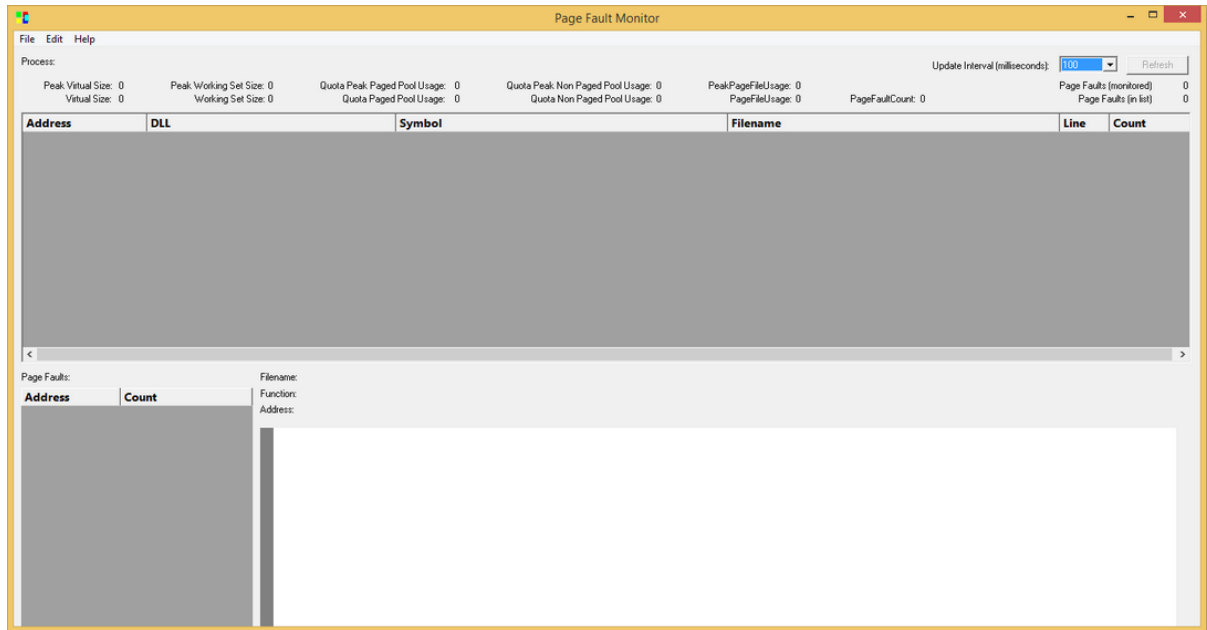 Page Fault Monitor
File Edit Help
Process: Update Interval (milliseconds): 100 Refresh
Peak Virtual Size: 0 Peak Working Set Size: 0 Quota Peak Paged Pool Usage: 0 Quota Peak Non Paged Pool Usage: 0 PeakPageFileUsage: 0 Page Faults (monitored) 0
Virtual Size: 0 Working Set Size: 0 Quota Paged Pool Usage: 0 Quota Non Paged Pool Usage: 0 PageFileUsage: 0 PageFaultCount: 0 Page Faults (in list) 0
Address DLL Symbol Filename Line Count
Page Faults: Filename:
Address Count Function:
Address: